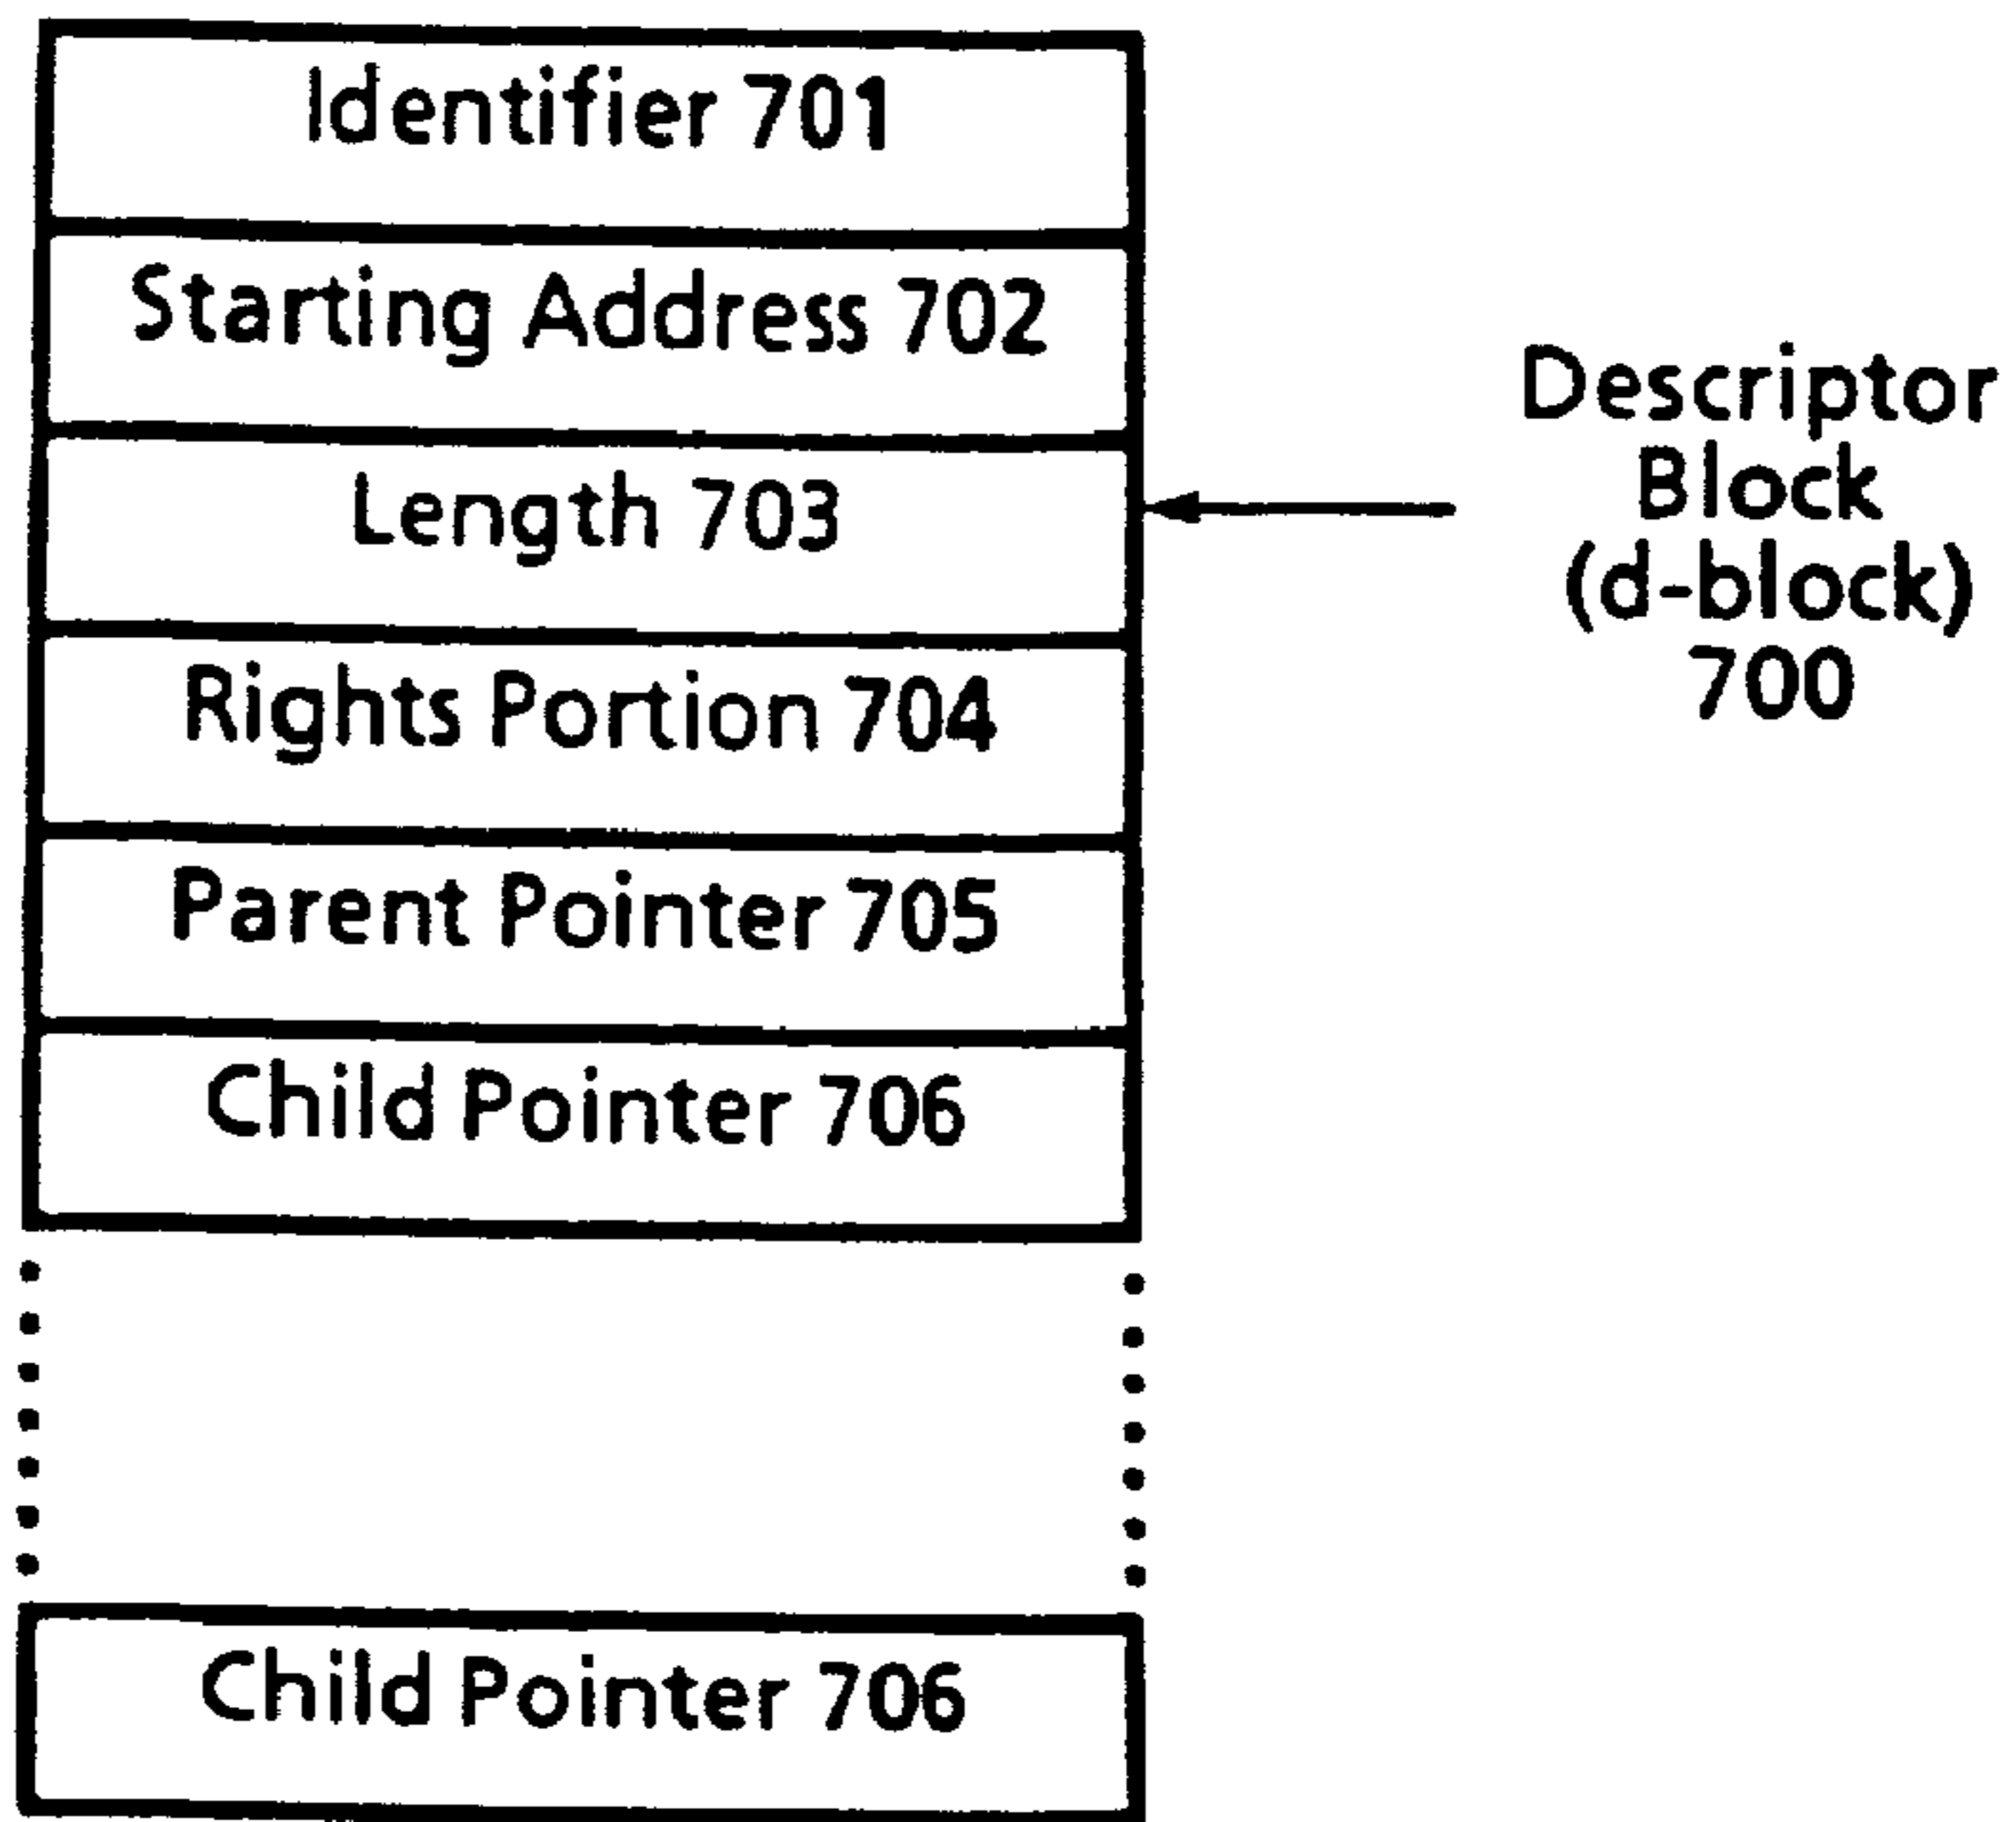 Identifier 701
Starting Address 702
Length 703
Rights Portion 704
Parent Pointer 705
Child Pointer 706
Child Pointer 706
Descriptor
Block
(d-block)
700